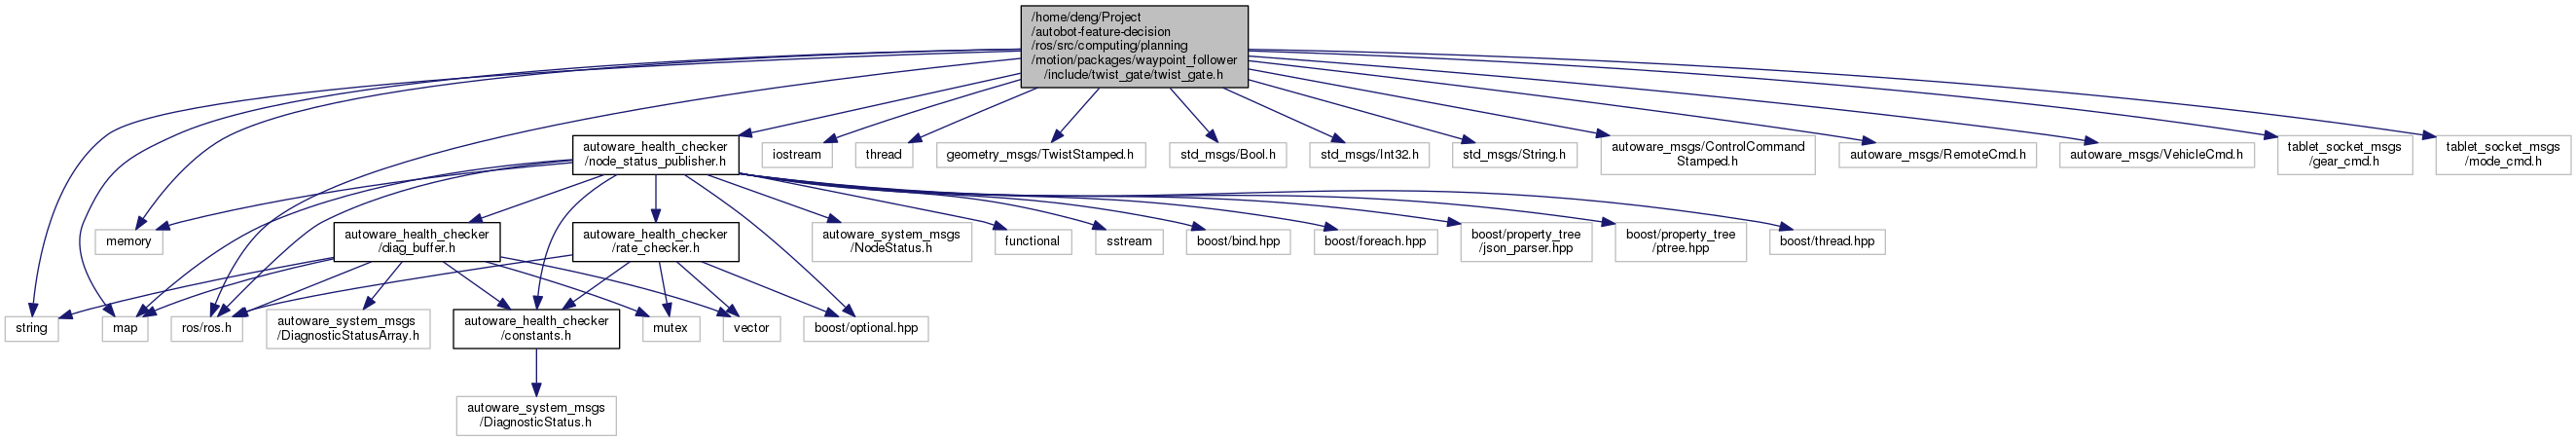 /home/deng/Project
/autobot-feature-decision
/ros/src/computing/planning
/motion/packages/waypoint_follower
/include/twist_gate/twist_gate.h
autoware_health_checker
/node_status_publisher.h
iostream
thread
geometry_msgs/TwistStamped.h
std_msgs/Bool.h
std_msgs/Int32.h
std_msgs/String.h
autoware_msgs/ControlCommand
Stamped.h
autoware_msgs/RemoteCmd.h
autoware_msgs/VehicleCmd.h
tablet_socket_msgs
/gear_cmd.h
tablet_socket_msgs
/mode_cmd.h
memory
autoware_health_checker
/diag_buffer.h
autoware_health_checker
/rate_checker.h
autoware_system_msgs
/NodeStatus.h
functional
sstream
boost/bind.hpp
boost/foreach.hpp
boost/property_tree
/json_parser.hpp
boost/property_tree
/ptree.hpp
boost/thread.hpp
string
map
ros/ros.h
autoware_system_msgs
/DiagnosticStatusArray.h
autoware_health_checker
/constants.h
mutex
vector
boost/optional.hpp
autoware_system_msgs
/DiagnosticStatus.h